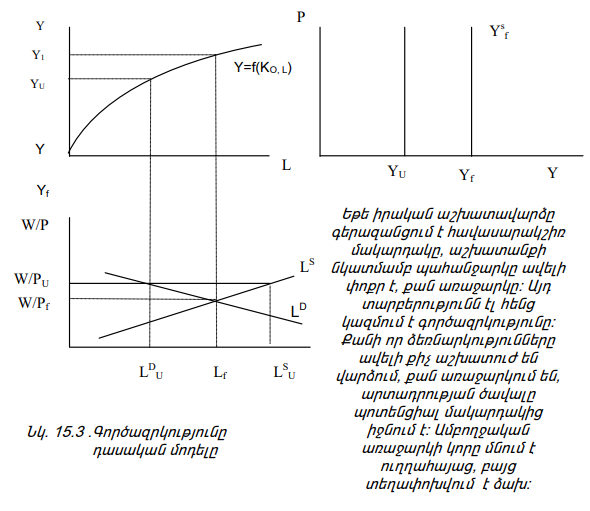 Y
Y₁
Y_U
Y
Y=f(K_O, L)
L
Y_f
P
Y^s_f
Y_U
Y_f
Y
W/P
W/P_U
W/P_f
L^S
L^D
L^D_U
L_f
L^S_U
Եթե իրական աշխատավարձը
գերազանցում է հավասարակշիռ
մակարդակը, աշխատանքի
նկատմամբ պահանջարկը ավելի
փոքր է, քան առաջարկը: Այդ
տարբերությունն էլ հենց
կազմում է գործազրկությունը:
Քանի որ ձեռնարկությունները
ավելի քիչ աշխատուժ են
վարձում, քան առաջարկում են,
արտադրության ծավալը
պոտենցիալ մակարդակից
իջնում է: Ամբողջական
առաջարկի կորը մնում է
ուղղահայաց, բայց
տեղափոխվում է ձախ:
Նկ. 15.3 .Գործազրկությունը
դասական մոդելը